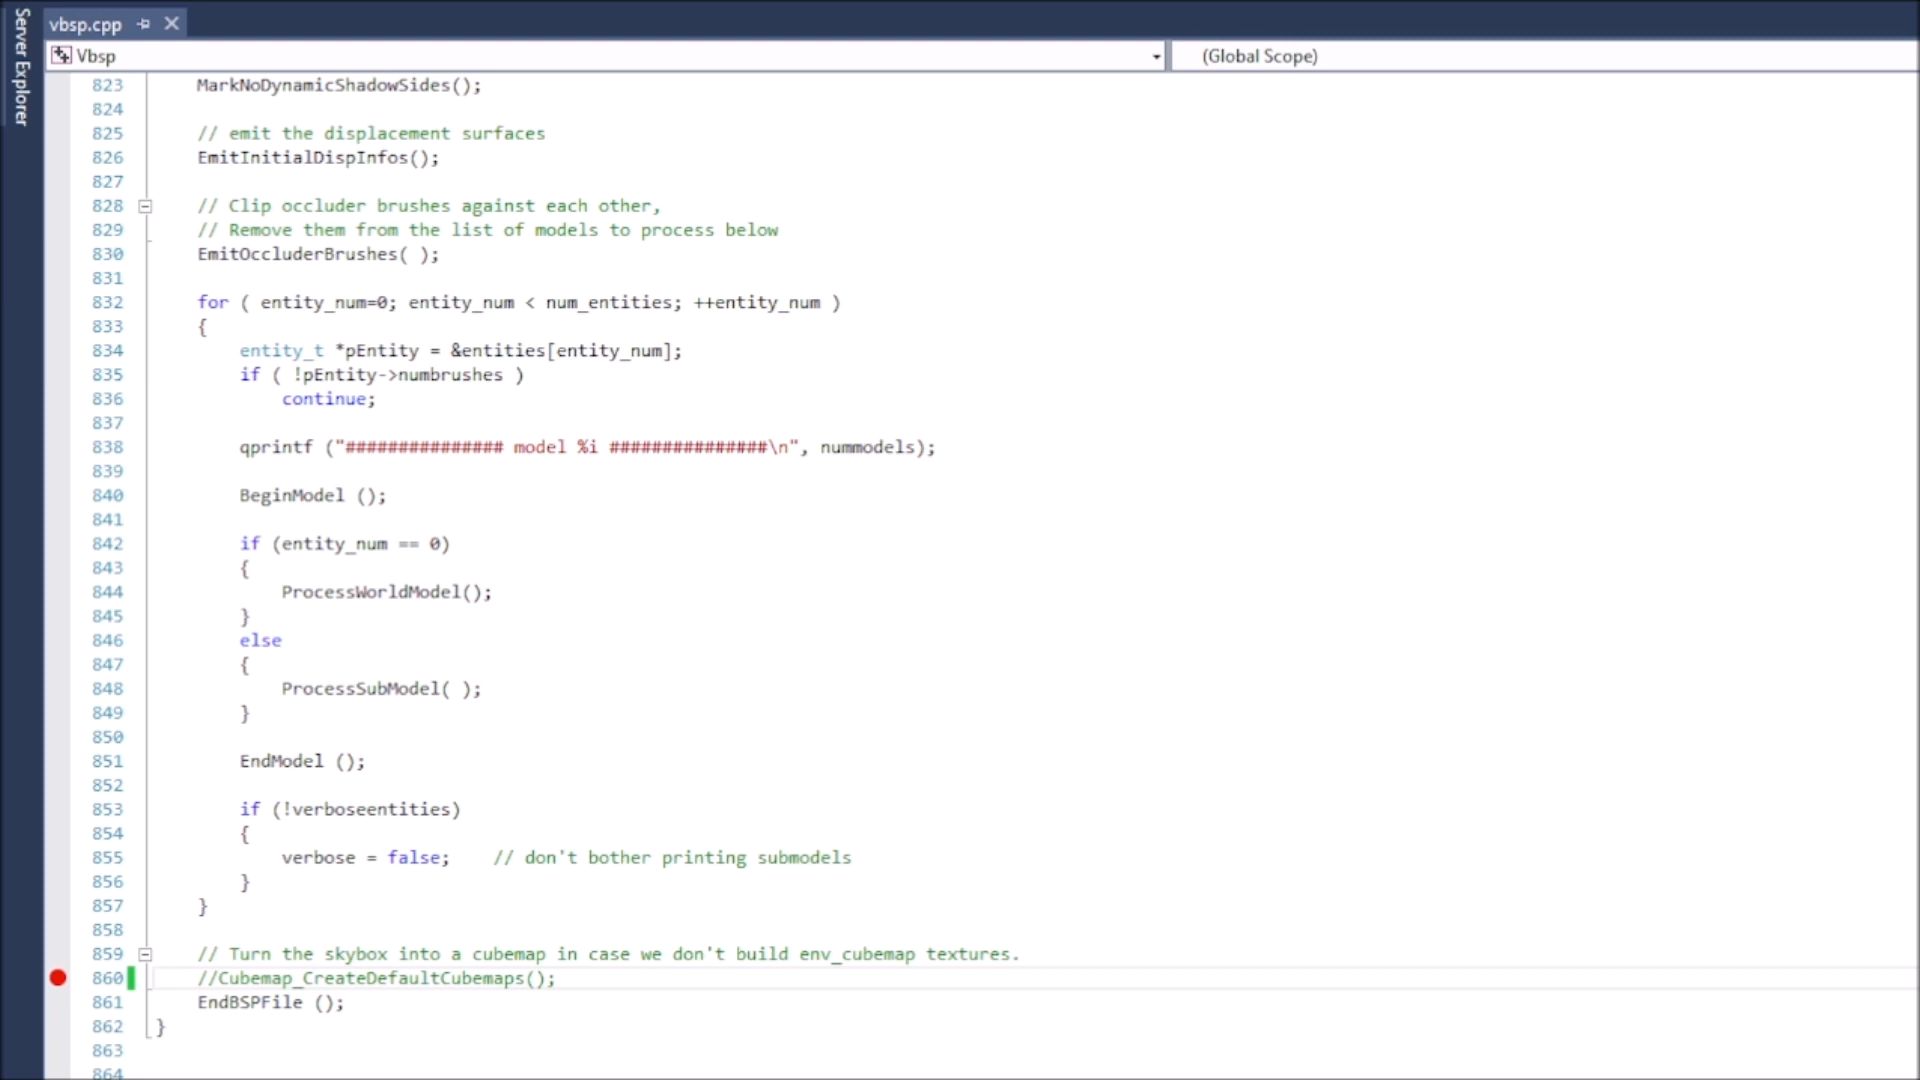 Server Explorer
vbsp.cpp
Vbsp
(Global Scope)
823 MarkNoDynamicShadowSides();
824
825 // emit the displacement surfaces
826 EmitInitialDispInfos();
827
828 // Clip occluder brushes against each other,
829 // Remove them from the list of models to process below
830 EmitOccluderBrushes( );
831
832 for ( entity_num=0; entity_num < num_entities; ++entity_num )
833 {
834 entity_t *pEntity = &entities[entity_num];
835 if ( !pEntity->numbrushes )
836 continue;
837
838 qprintf ("############### model %i ###############\n", nummodels);
839
840 BeginModel ();
841
842 if (entity_num == 0)
843 {
844 ProcessWorldModel();
845 }
846 else
847 {
848 ProcessSubModel( );
849 }
850
851 EndModel ();
852
853 if (!verboseentities)
854 {
855 verbose = false; // don't bother printing submodels
856 }
857 }
858
859 // Turn the skybox into a cubemap in case we don't build env_cubemap textures.
860 //Cubemap_CreateDefaultCubemaps();
861 EndBSPFile ();
862 }
863
864